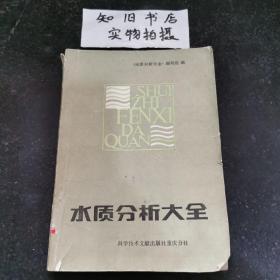 知旧书店
实物拍摄
《水质分析大全》编写组 编
SHUI
ZHI
FENXI
DA
QUAN
水质分析大全
科学技术文献出版社重庆分社